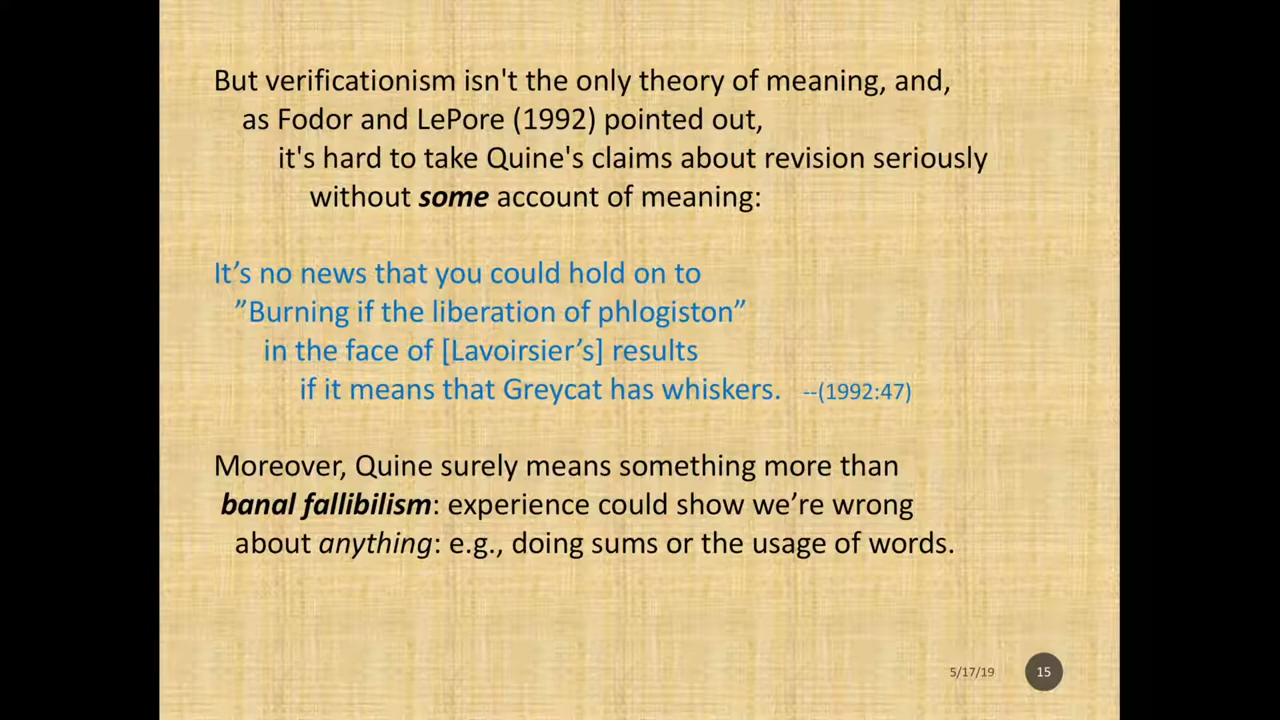 But verificationism isn't the only theory of meaning, and,
as Fodor and LePore (1992) pointed out,
it's hard to take Quine's claims about revision seriously
without some account of meaning:
It’s no news that you could hold on to
”Burning if the liberation of phlogiston”
in the face of [Lavoirsier’s] results
if it means that Greycat has whiskers. --(1992:47)
Moreover, Quine surely means something more than
banal fallibilism: experience could show we’re wrong
about anything: e.g., doing sums or the usage of words.
5/17/19 15